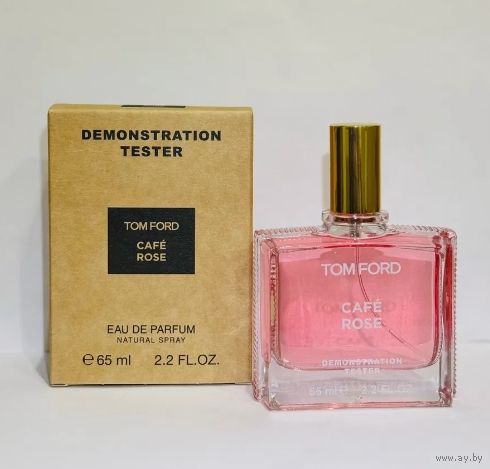 DEMONSTRATION
TESTER
TOM FORD
CAFÉ
ROSE
EAU DE PARFUM
NATURAL SPRAY
℮ 65 ml 2.2 FL.OZ.
TOM FORD
CAFÉ
ROSE
DEMONSTRATION
TESTER
65 ml ℮ 2.2 FL.OZ
www.ay.by